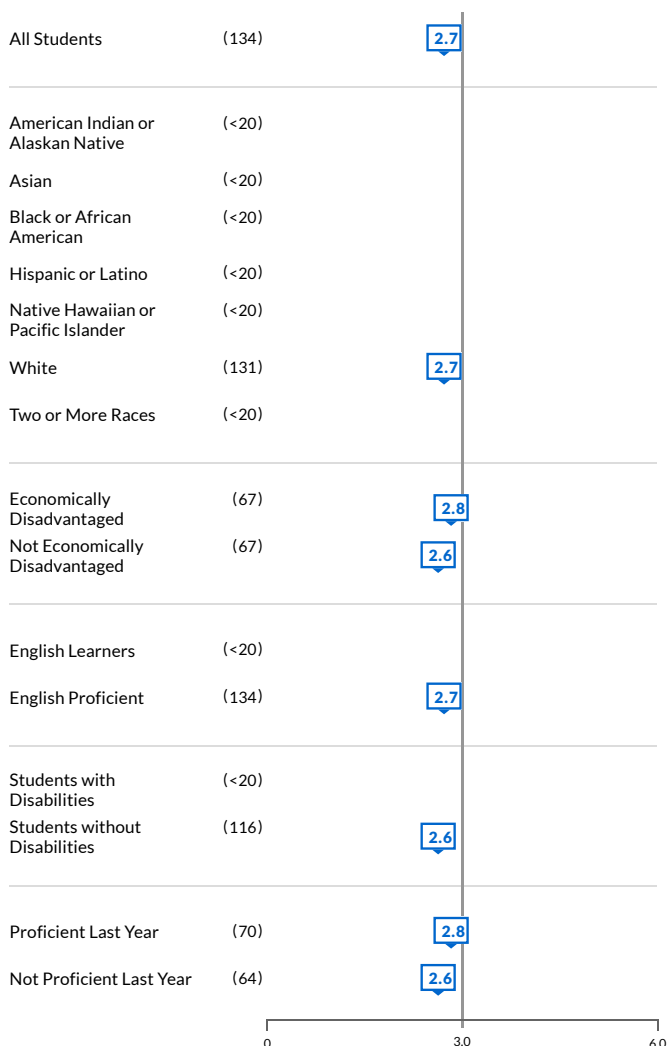 All Students (134) 2.7
American Indian or (<20)
Alaskan Native
Asian (<20)
Black or African (<20)
American
Hispanic or Latino (<20)
Native Hawaiian or (<20)
Pacific Islander
White (131) 2.7
Two or More Races (<20)
Economically (67) 2.8
Disadvantaged
Not Economically (67) 2.6
Disadvantaged
English Learners (<20)
English Proficient (134) 2.7
Students with (<20)
Disabilities
Students without (116) 2.6
Disabilities
Proficient Last Year (70) 2.8
Not Proficient Last Year (64) 2.6
0 3.0 6.0